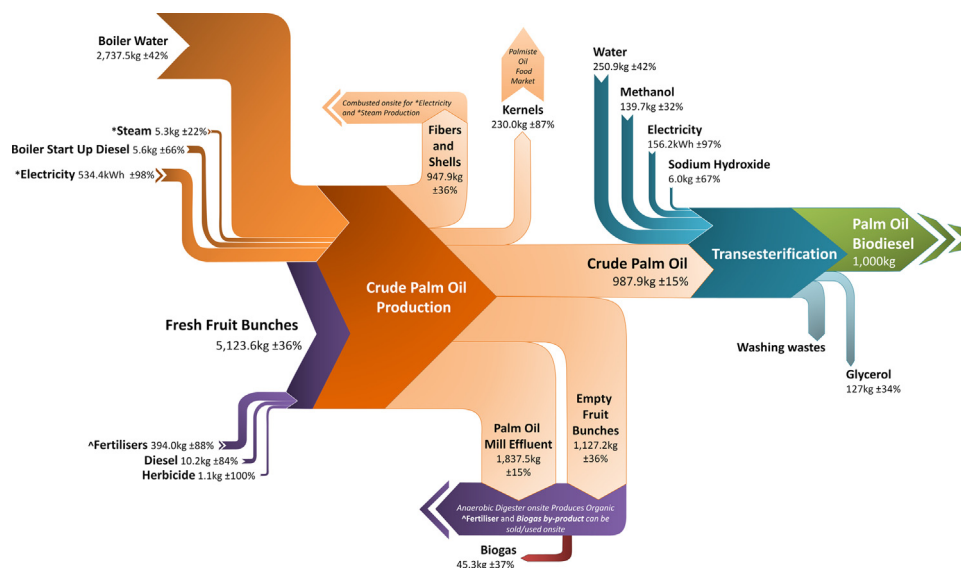 Boiler Water
2,737.5kg ±42%
*Steam 5.3kg ±22%
Boiler Start Up Diesel 5.6kg ±66%
*Electricity 534.4kWh ±98%
Combusted onsite for *Electricity
and *Steam Production
Fibers
and
Shells
947.9kg
±36%
Palmiste
Oil
Food
Market
Kernels
230.0kg ±87%
Water
250.9kg ±42%
Methanol
139.7kg ±32%
Electricity
156.2kWh ±97%
Sodium Hydroxide
6.0kg ±67%
Crude Palm Oil
Production
Crude Palm Oil
987.9kg ±15%
Transesterification
Palm Oil
Biodiesel
1,000kg
Fresh Fruit Bunches
5,123.6kg ±36%
Washing wastes
Glycerol
127kg ±34%
^Fertilisers 394.0kg ±88%
Diesel 10.2kg ±84%
Herbicide 1.1kg ±100%
Palm Oil
Mill Effluent
1,837.5kg
±15%
Empty
Fruit
Bunches
1,127.2kg
±36%
Anaerobic Digester onsite Produces Organic
^Fertiliser and Biogas by-product can be
sold/used onsite
Biogas
45.3kg ±37%